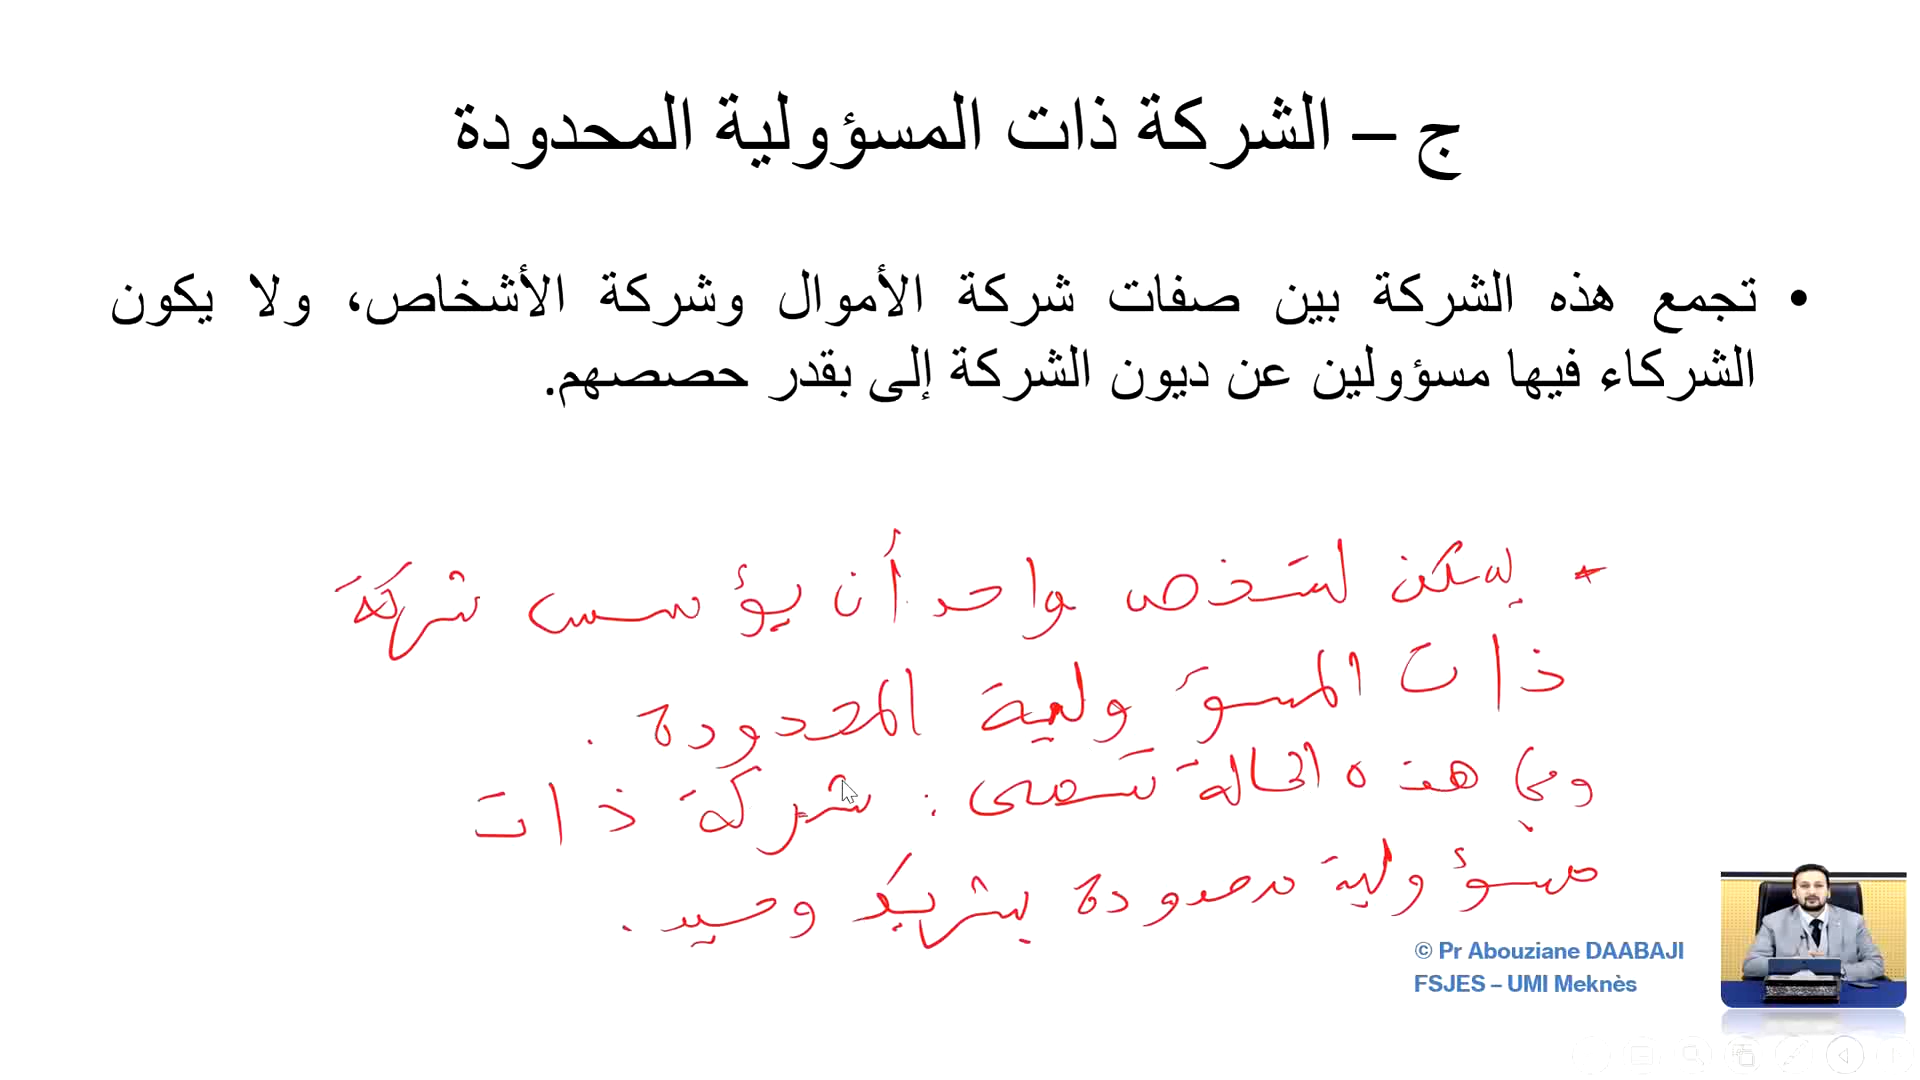 ج – الشركة ذات المسؤولية المحدودة
• تجمع هذه الشركة بين صفات شركة الأموال وشركة الأشخاص، ولا يكون
الشركاء فيها مسؤولين عن ديون الشركة إلى بقدر حصصهم.
* يمكن لشخص واحد أن يؤسس شركة
ذات المسؤولية المحدودة.
وفي هذه الحالة تسمى: شركة ذات
مسؤولية محدودة بشريك وحيد.
© Pr Abouziane DAABAJI
FSJES – UMI Meknès